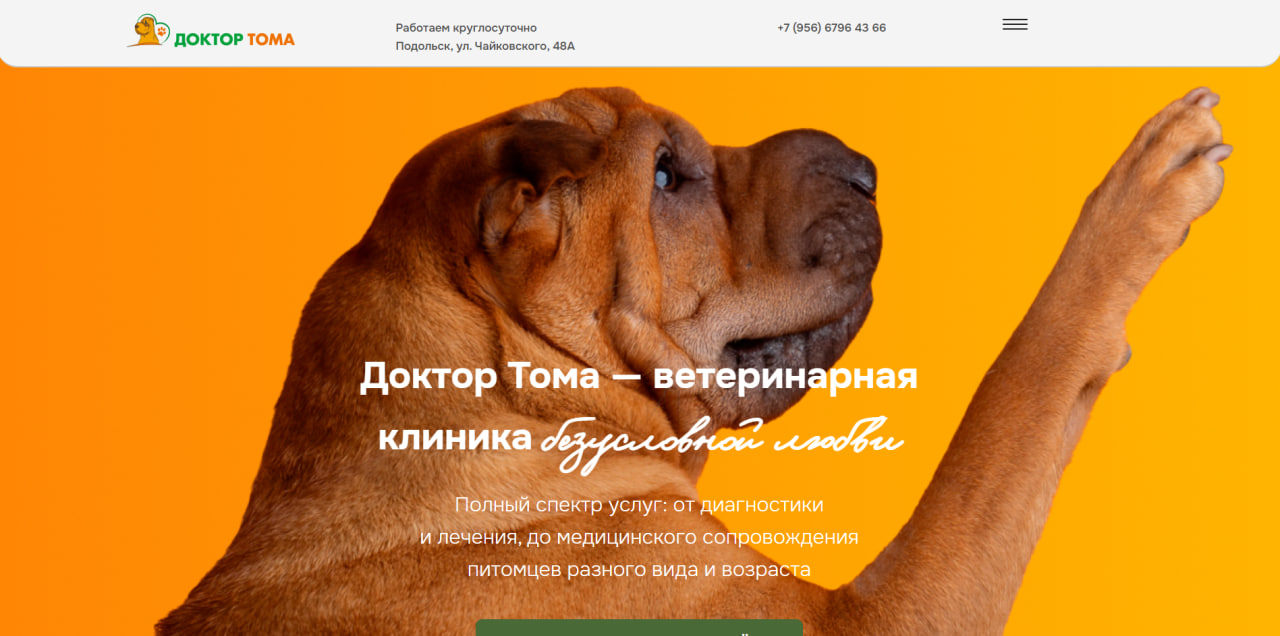 ДОКТОР ТОМА
Работаем круглосуточно
Подольск, ул. Чайковского, 48А
+7 (956) 6796 43 66
Доктор Тома — ветеринарная
клиника безусловной любви
Полный спектр услуг: от диагностики
и лечения, до медицинского сопровождения
питомцев разного вида и возраста